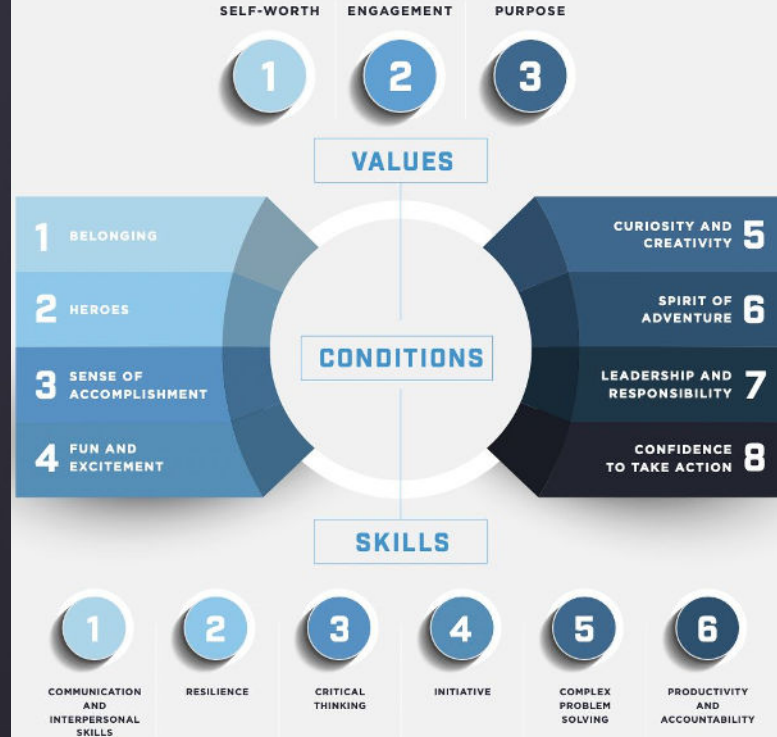 SELF-WORTH
ENGAGEMENT
PURPOSE
1
2
3
VALUES
1 BELONGING
2 HEROES
3 SENSE OF
ACCOMPLISHMENT
4 FUN AND
EXCITEMENT
CONDITIONS
CURIOSITY AND
CREATIVITY 5
SPIRIT OF
ADVENTURE 6
LEADERSHIP AND
RESPONSIBILITY 7
CONFIDENCE
TO TAKE ACTION 8
SKILLS
1
COMMUNICATION
AND
INTERPERSONAL
SKILLS
2
RESILIENCE
3
CRITICAL
THINKING
4
INITIATIVE
5
COMPLEX
PROBLEM
SOLVING
6
PRODUCTIVITY
AND
ACCOUNTABILITY